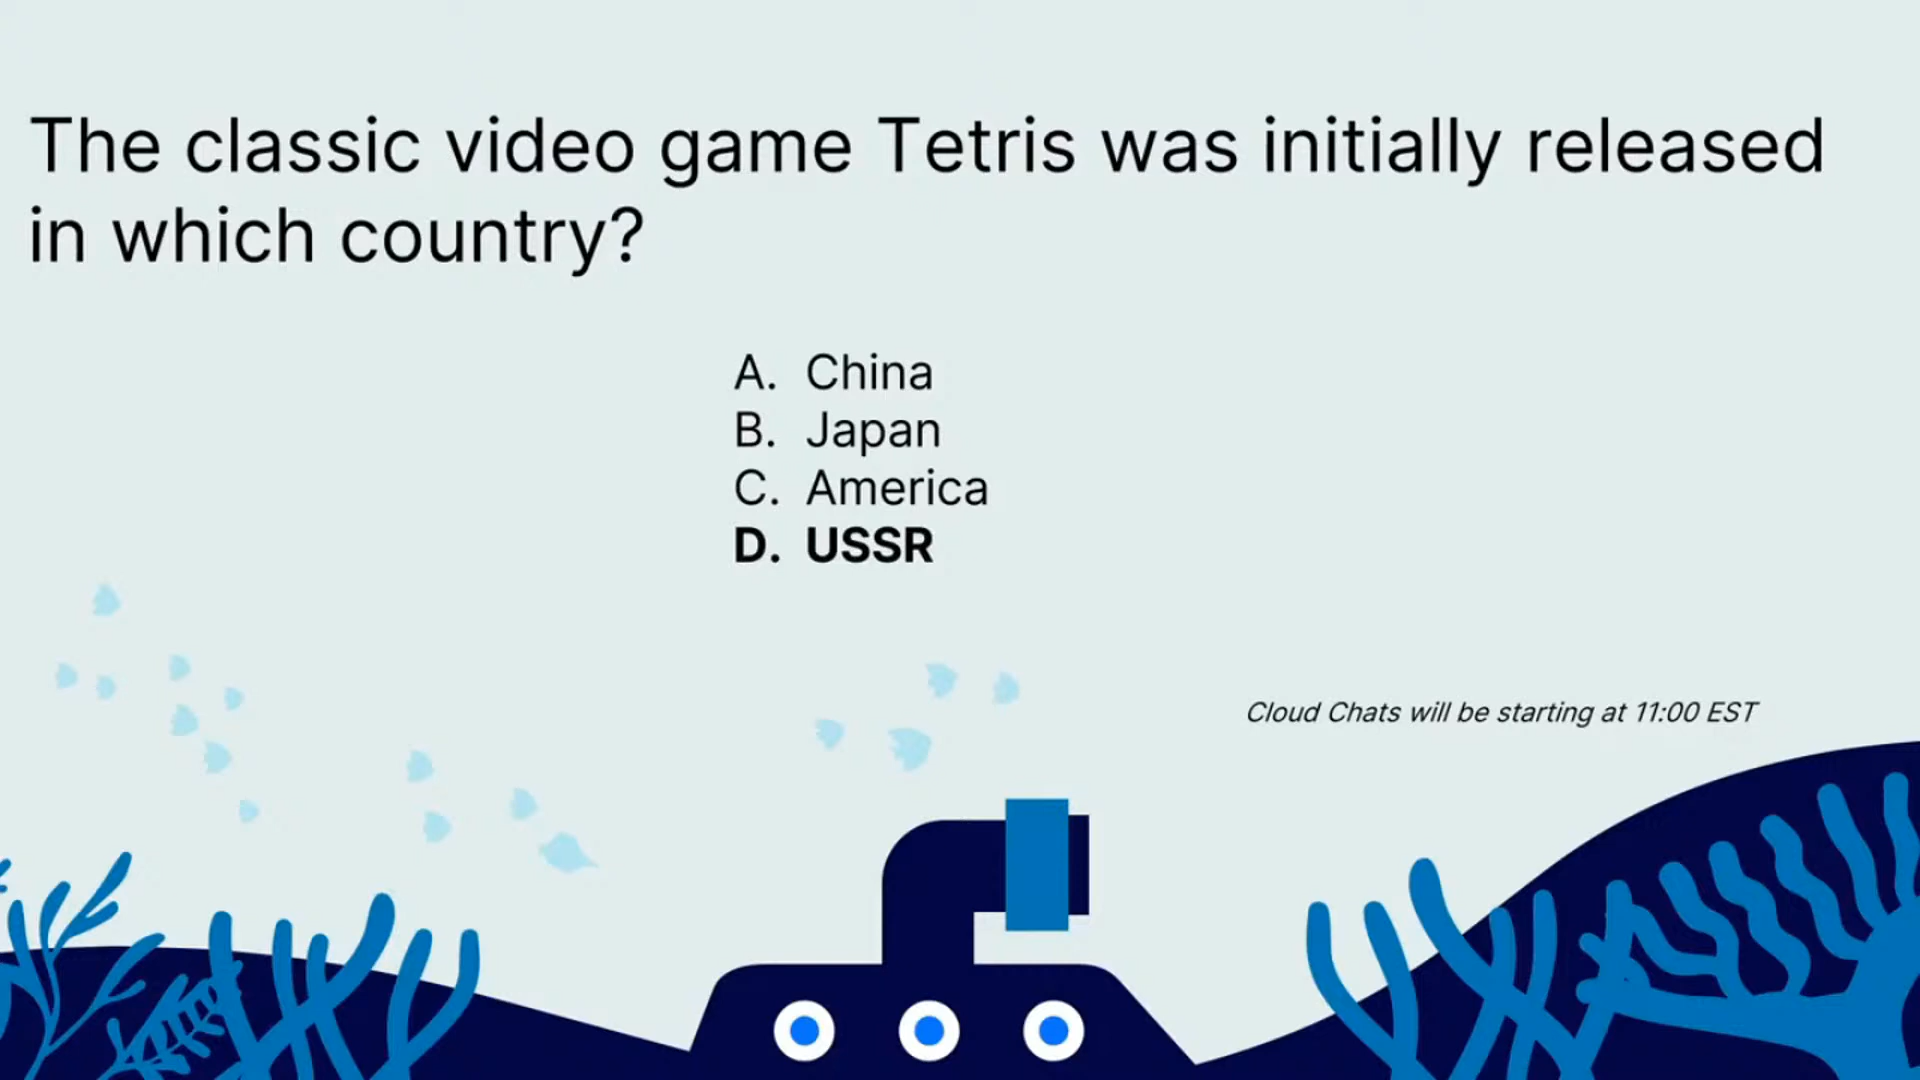 The classic video game Tetris was initially released
in which country?
A. China
B. Japan
C. America
D. USSR
Cloud Chats will be starting at 11:00 EST